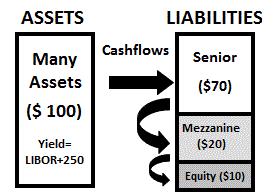 ASSETS
LIABILITIES
Many
Assets
($ 100)
Yield=
LIBOR+250
Cashflows
Senior
($70)
Mezzanine
($20)
Equity ($10)